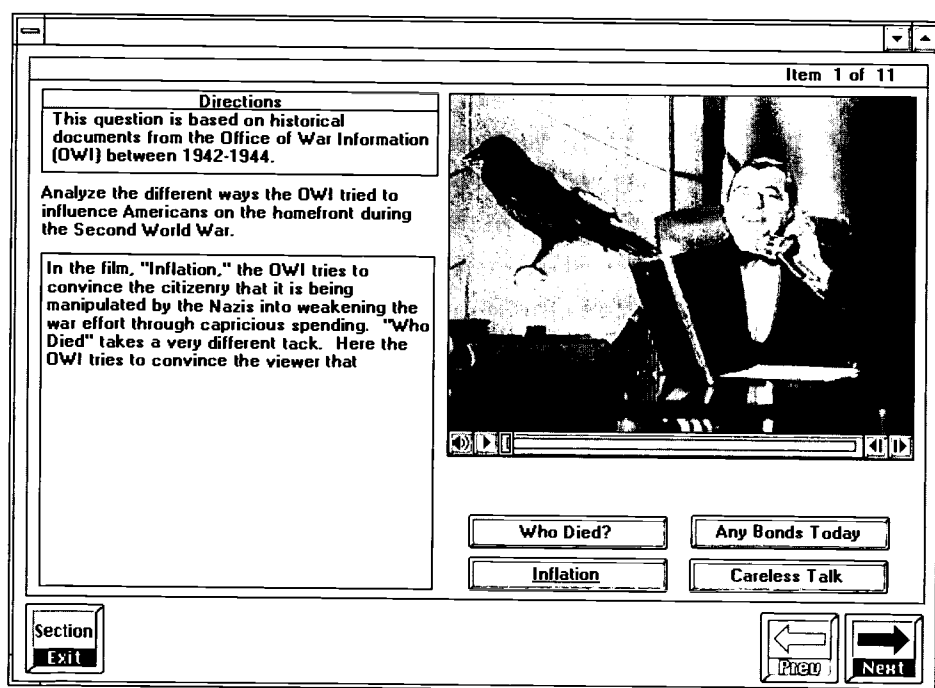 Item 1 of 11
Directions
This question is based on historical
documents from the Office of War Information
(OWI) between 1942-1944.
Analyze the different ways the OWI tried to
influence Americans on the homefront during
the Second World War.
In the film, "Inflation," the OWI tries to
convince the citizenry that it is being
manipulated by the Nazis into weakening the
war effort through capricious spending. "Who
Died" takes a very different tack. Here the
OWI tries to convince the viewer that
Who Died?
Any Bonds Today
Inflation
Careless Talk
Section
Exit
Prev
Next